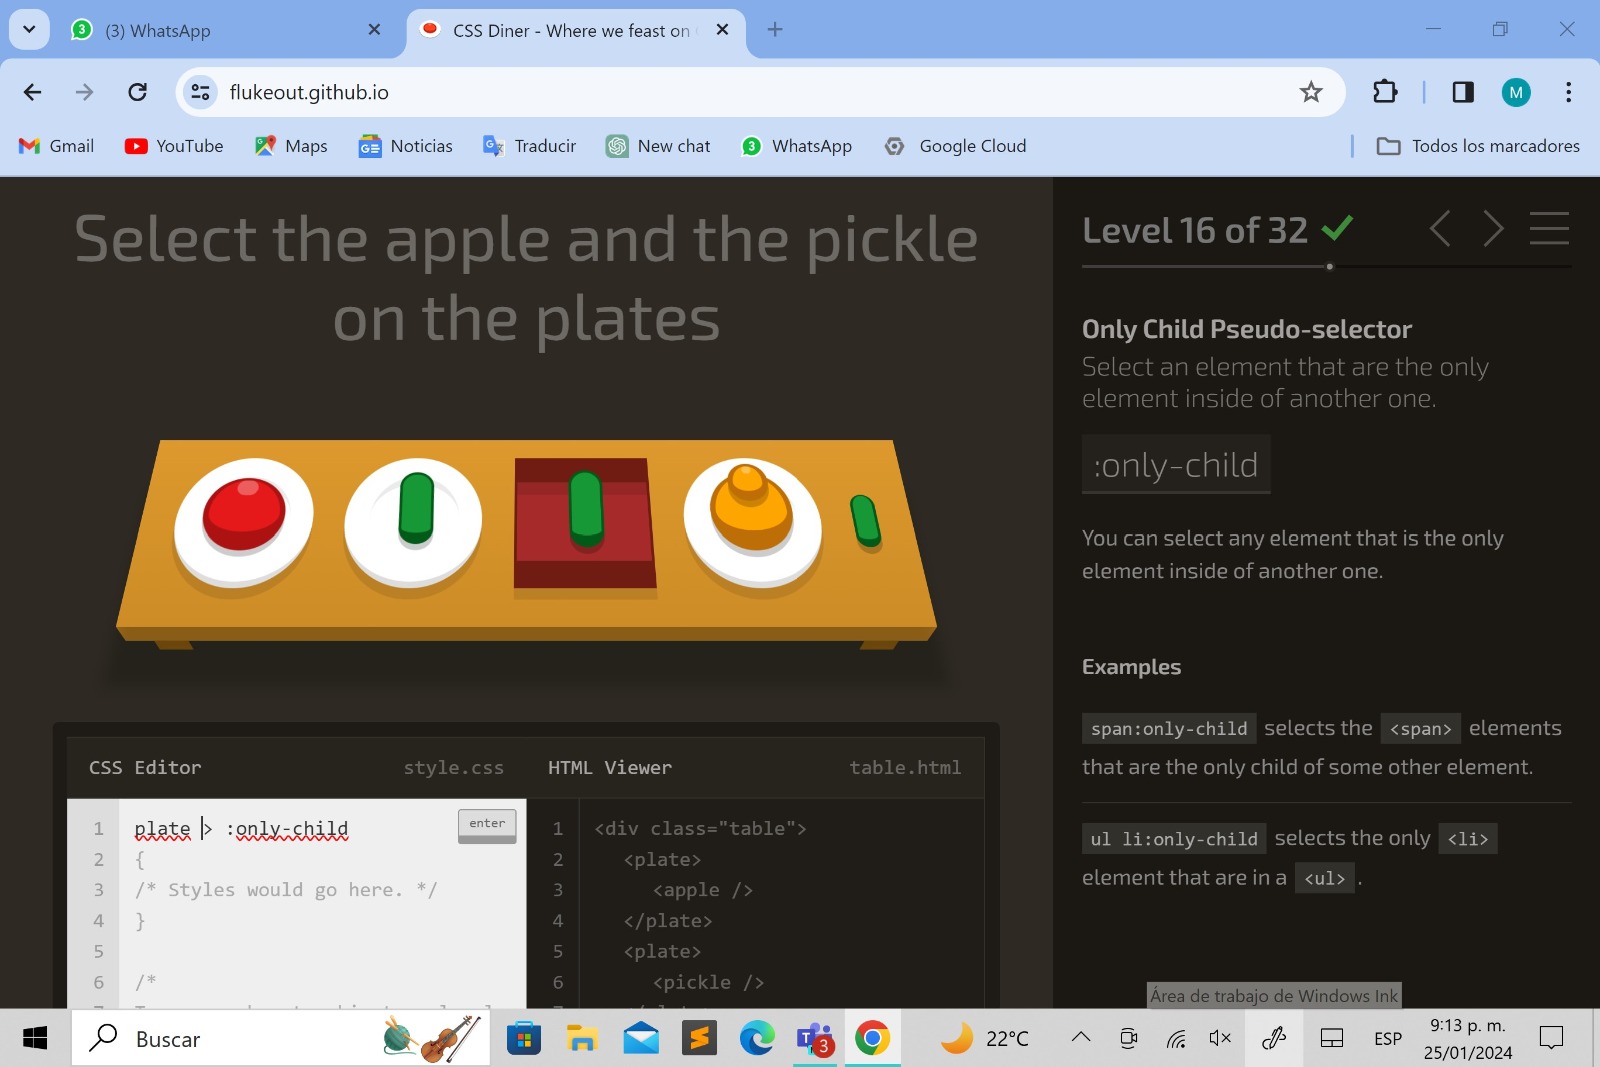 3 (3) WhatsApp
CSS Diner - Where we feast on
flukeout.github.io
M
Gmail
YouTube
Maps
Noticias
Traducir
New chat
3 WhatsApp
Google Cloud
Todos los marcadores
Select the apple and the pickle
on the plates
Level 16 of 32
Only Child Pseudo-selector
Select an element that are the only
element inside of another one.
:only-child
You can select any element that is the only
element inside of another one.
Examples
span:only-child selects the <span> elements
that are the only child of some other element.
ul li:only-child selects the only <li>
element that are in a <ul> .
CSS Editor style.css
HTML Viewer table.html
1 plate > :only-child
enter
2 {
3 /* Styles would go here. */
4 }
5
6 /*
1 <div class="table">
2 <plate>
3 <apple />
4 </plate>
5 <plate>
6 <pickle />
Área de trabajo de Windows Ink
Buscar
3
22°C
ESP
9:13 p. m.
25/01/2024